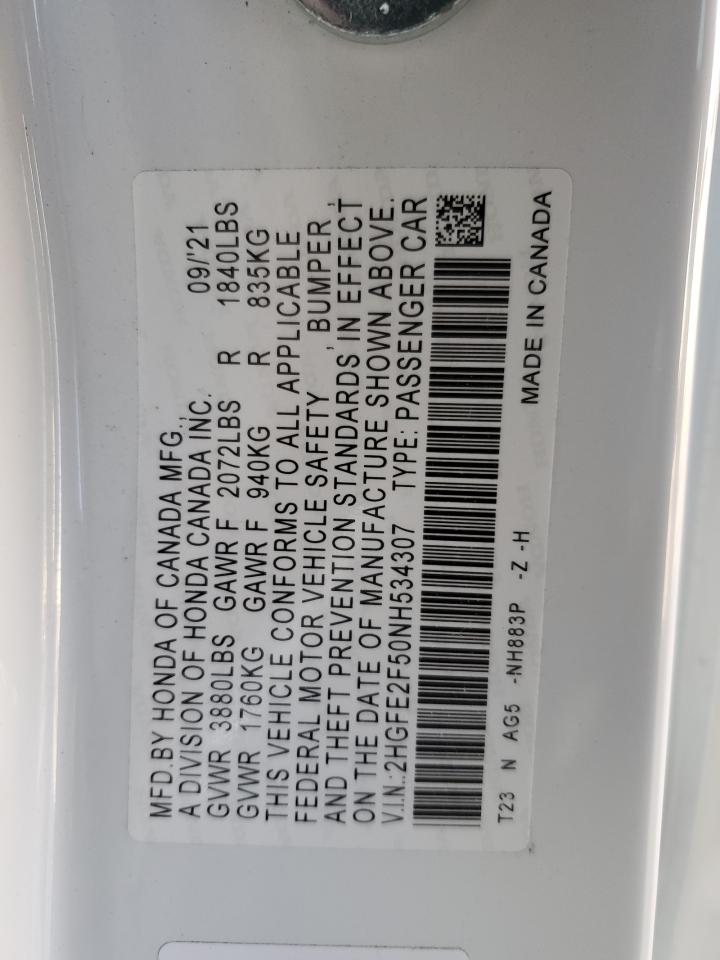 MFD.BY HONDA OF CANADA MFG.,
A DIVISION OF HONDA CANADA INC. 09/'21
GVWR 3880LBS GAWR F 2072LBS R 1840LBS
GVWR 1760KG GAWR F 940KG R 835KG
THIS VEHICLE CONFORMS TO ALL APPLICABLE
FEDERAL MOTOR VEHICLE SAFETY , BUMPER ,
AND THEFT PREVENTION STANDARDS IN EFFECT
ON THE DATE OF MANUFACTURE SHOWN ABOVE.
V.I.N.:2HGFE2F50NH534307 TYPE: PASSENGER CAR
T23 N AG5 -NH883P -Z -H
MADE IN CANADA